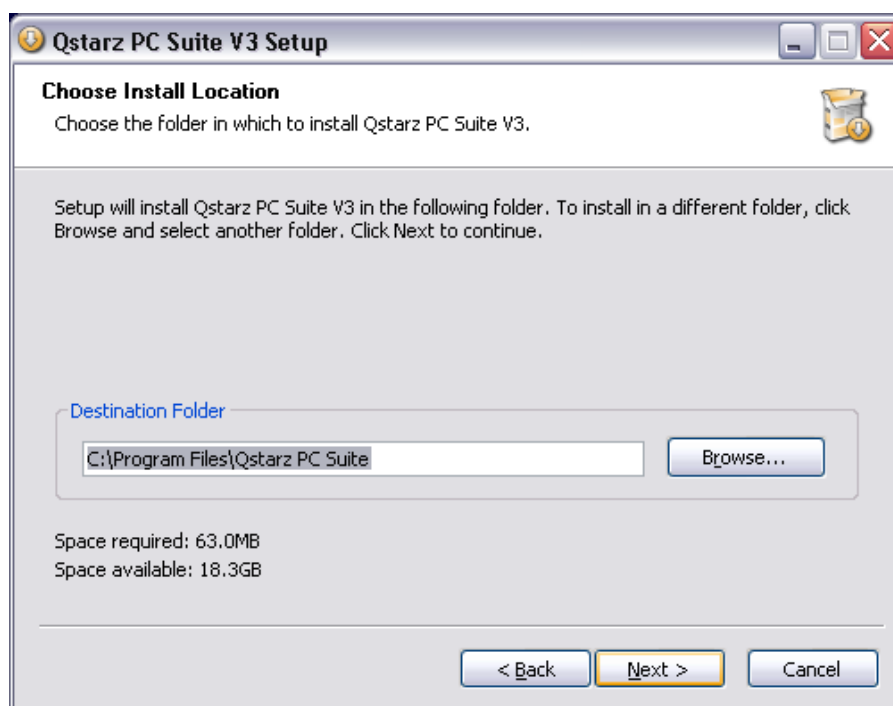 Qstarz PC Suite V3 Setup
Choose Install Location
Choose the folder in which to install Qstarz PC Suite V3.
Setup will install Qstarz PC Suite V3 in the following folder. To install in a different folder, click
Browse and select another folder. Click Next to continue.
Destination Folder
C:\Program Files\Qstarz PC Suite
Browse...
Space required: 63.0MB
Space available: 18.3GB
< Back
Next >
Cancel